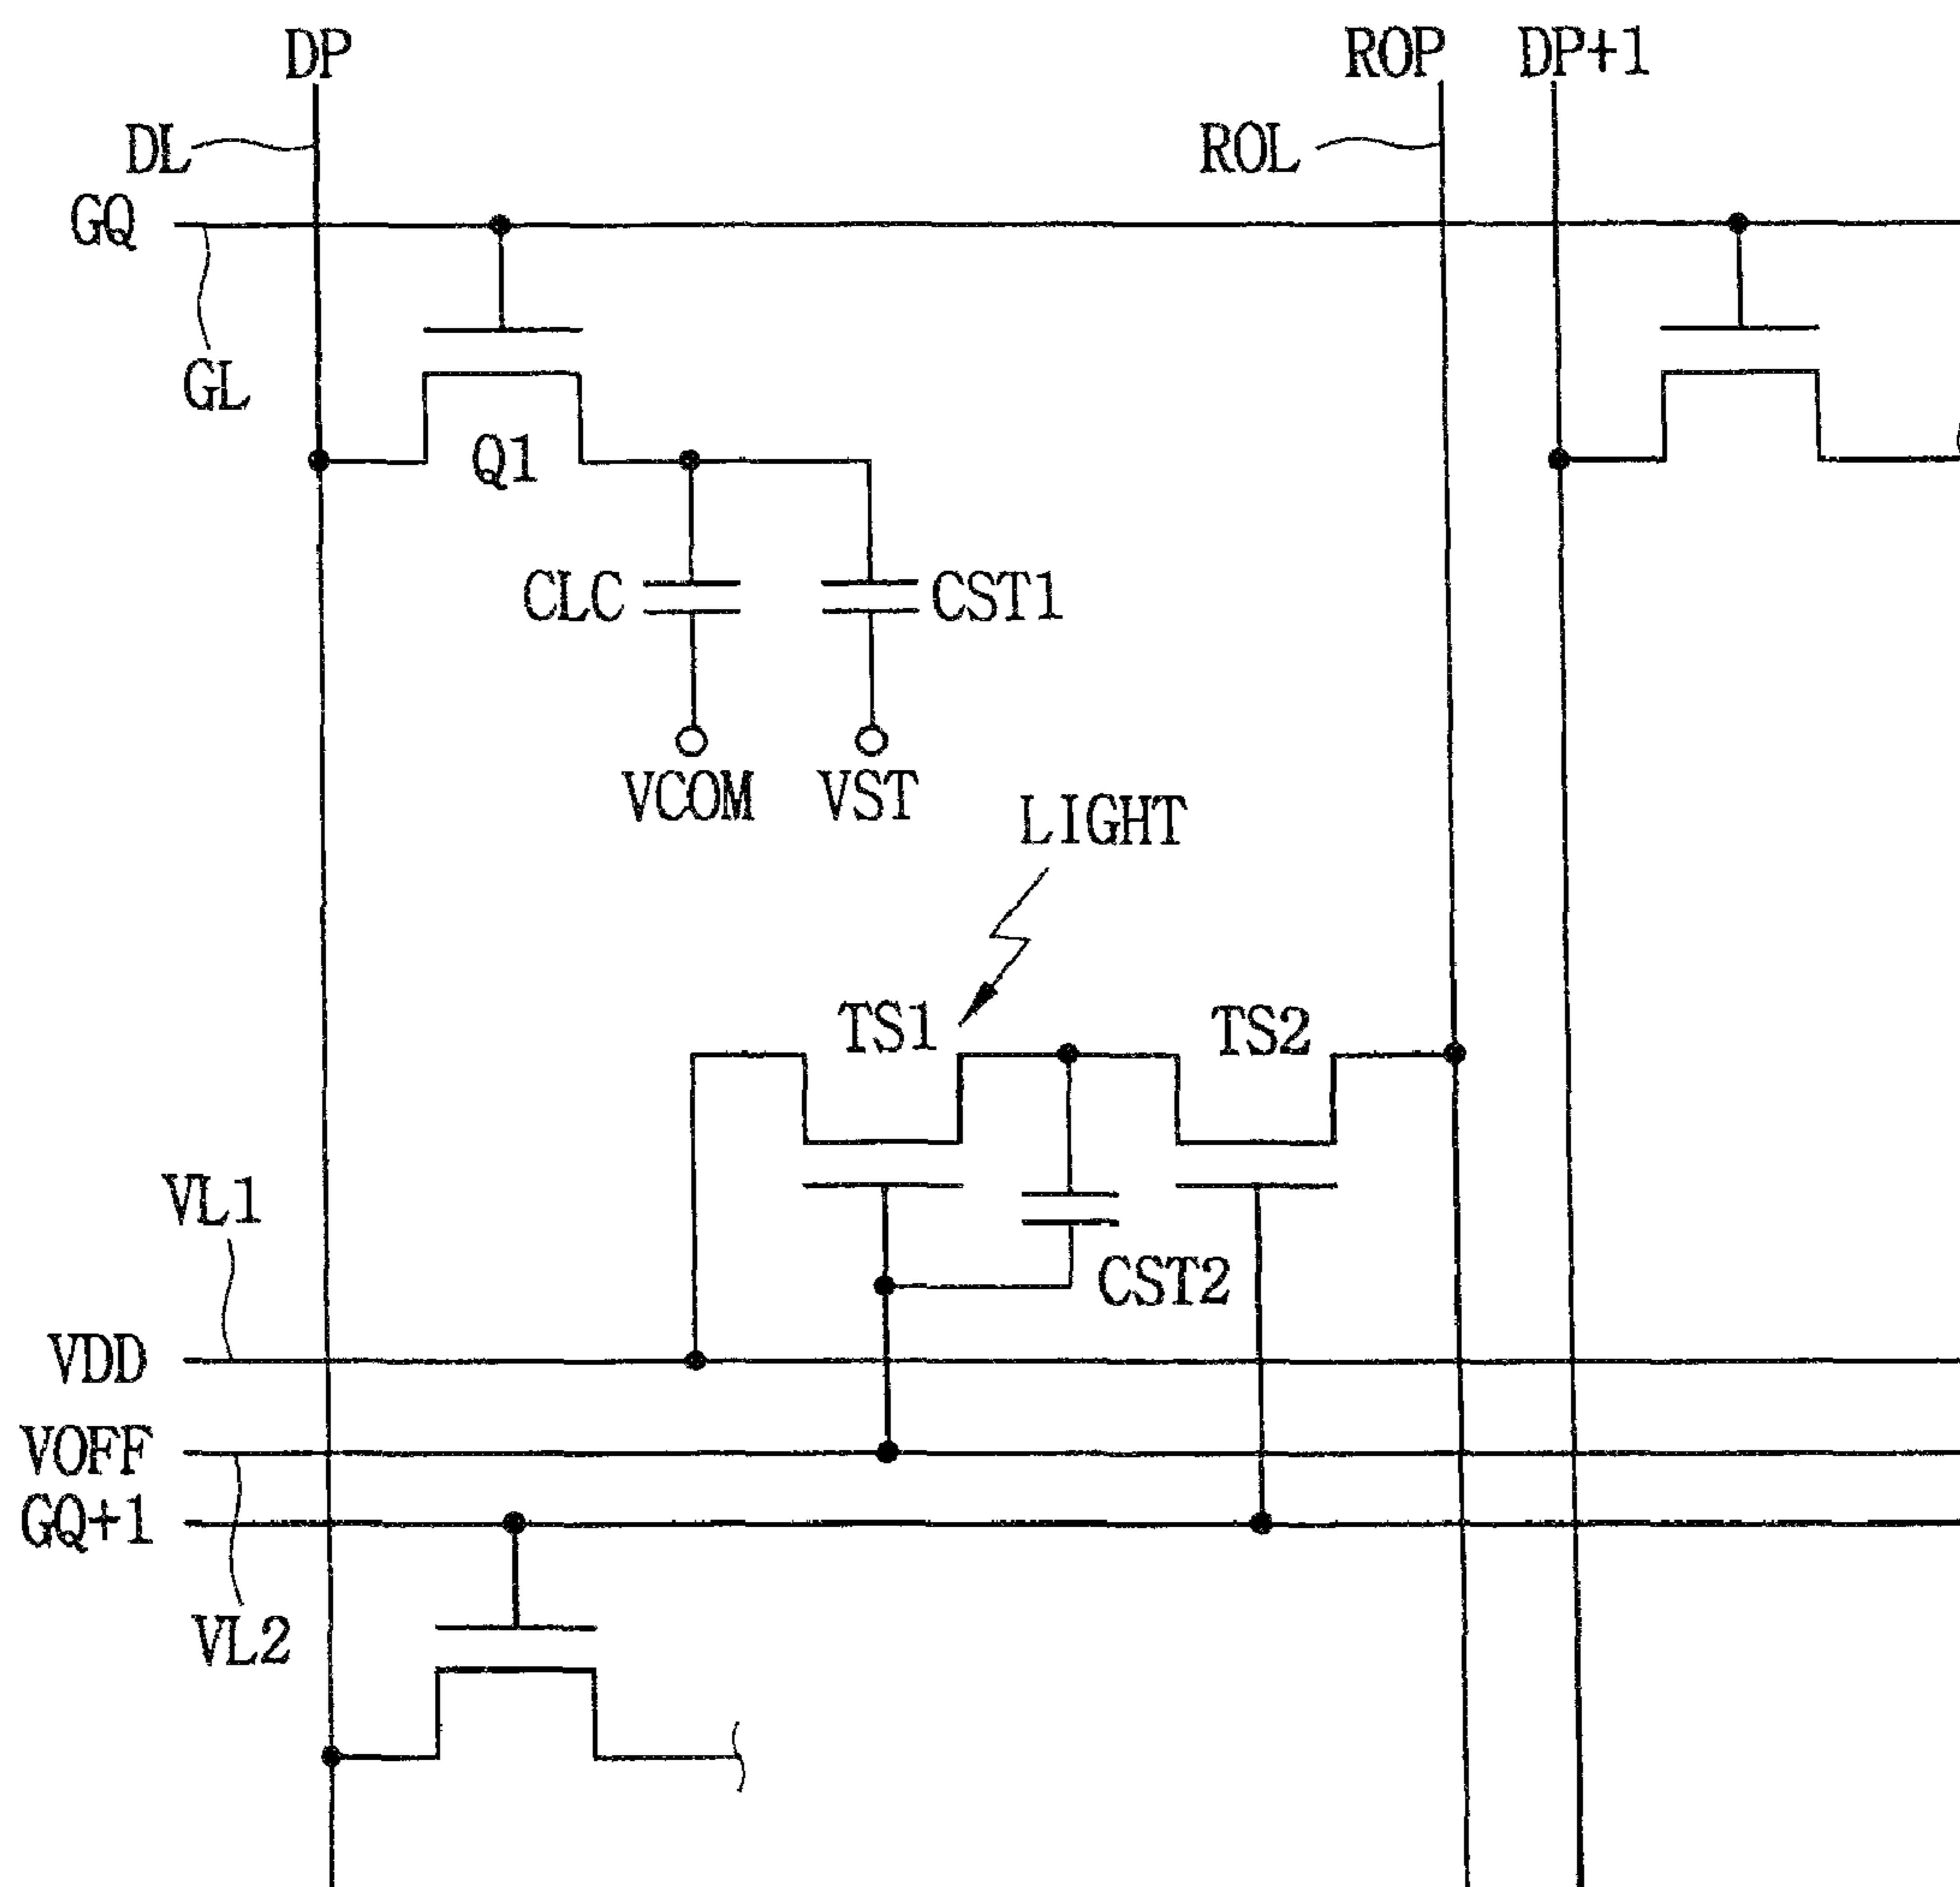 DP
ROP
DP+1
DL
ROL
GQ
GL
Q1
CLC
CST1
VCOM
VST
LIGHT
TS1
TS2
VL1
CST2
VDD
VOFF
GQ+1
VL2